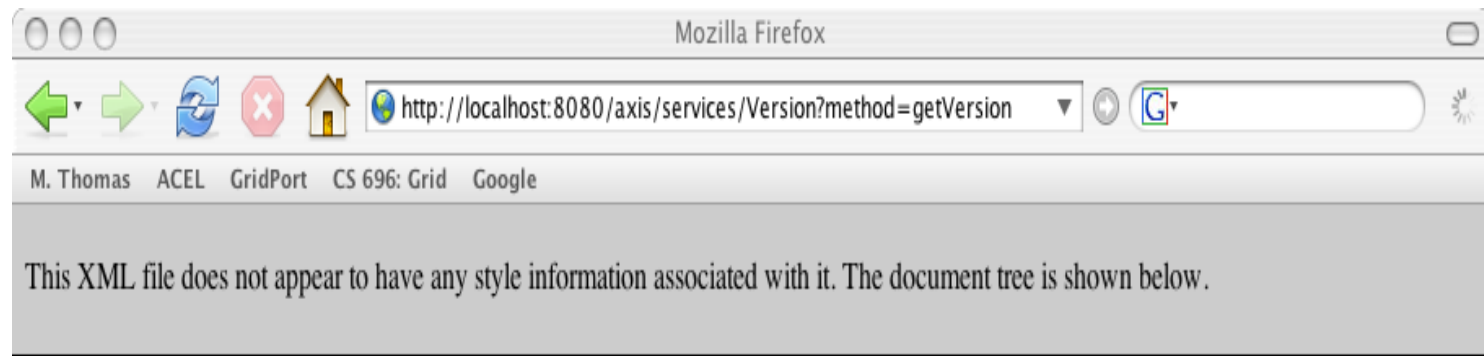 Mozilla Firefox
http://localhost:8080/axis/services/Version?method=getVersion
G
M. Thomas ACEL GridPort CS 696: Grid Google
This XML file does not appear to have any style information associated with it. The document tree is shown below.